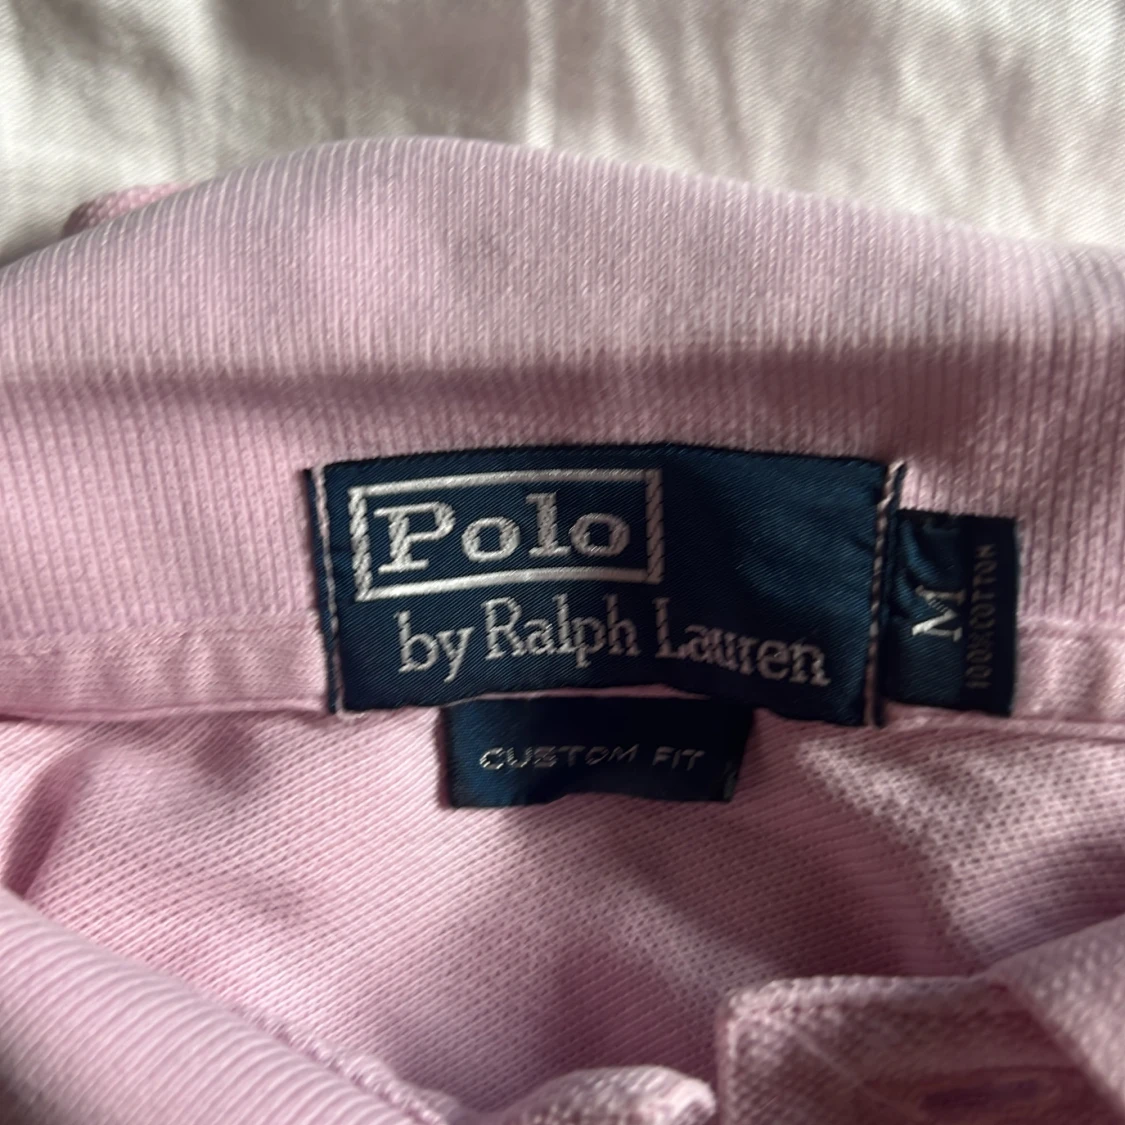 Polo
by Ralph Lauren
CUSTOM FIT
M
100% COTTON